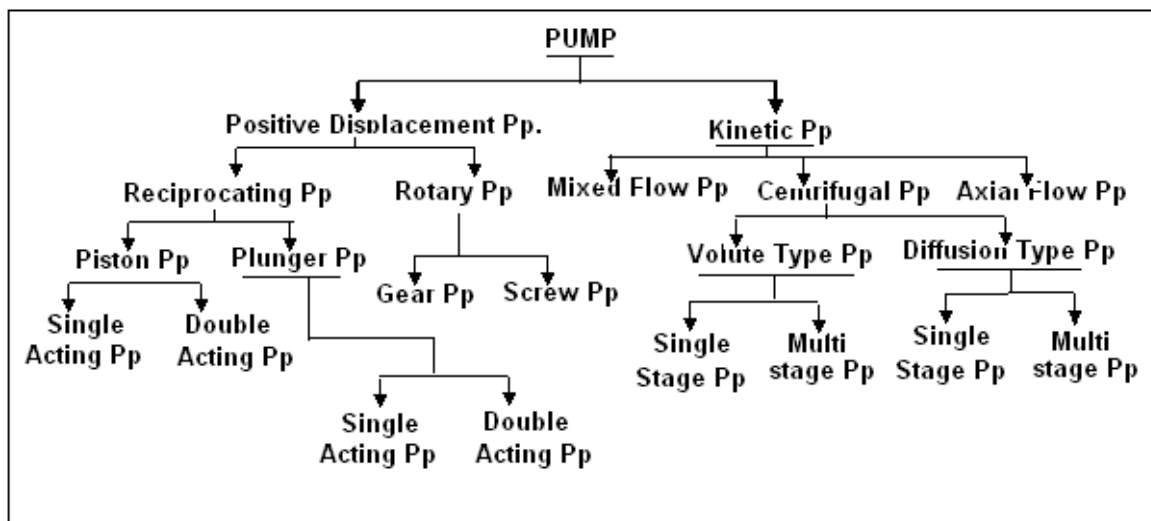 PUMP
Positive Displacement Pp.
Kinetic Pp
Reciprocating Pp
Rotary Pp
Mixed Flow Pp
Centrifugal Pp
Axial Flow Pp
Piston Pp
Plunger Pp
Gear Pp
Screw Pp
Volute Type Pp
Diffusion Type Pp
Single
Acting Pp
Double
Acting Pp
Single
Stage Pp
Multi
stage Pp
Single
Stage Pp
Multi
stage Pp
Single
Acting Pp
Double
Acting Pp